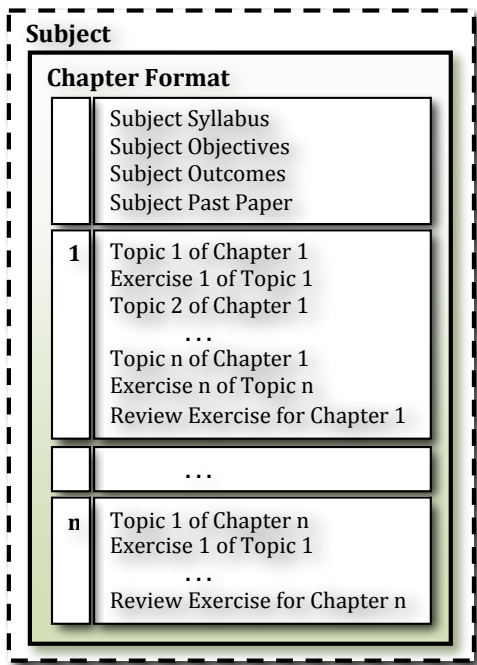 Subject
Chapter Format
Subject Syllabus
Subject Objectives
Subject Outcomes
Subject Past Paper
1 Topic 1 of Chapter 1
Exercise 1 of Topic 1
Topic 2 of Chapter 1
...
Topic n of Chapter 1
Exercise n of Topic n
Review Exercise for Chapter 1
...
n Topic 1 of Chapter n
Exercise 1 of Topic 1
...
Review Exercise for Chapter n